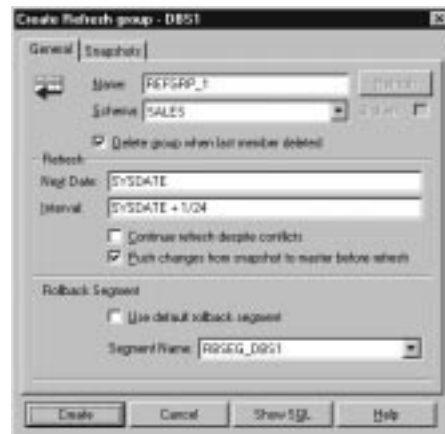 Create Refresh group - DBS1
General Snapshots
Name: REFGRP_1
Schema: SALES
Delete group when last member deleted
Refresh
Next Date: SYSDATE
Interval: SYSDATE + 1/24
Continue refresh despite conflicts
Push changes from snapshot to master before refresh
Rollback Segment
Use default rollback segment
Segment Name: RBSEG_DBS1
Create Cancel Show SQL Help